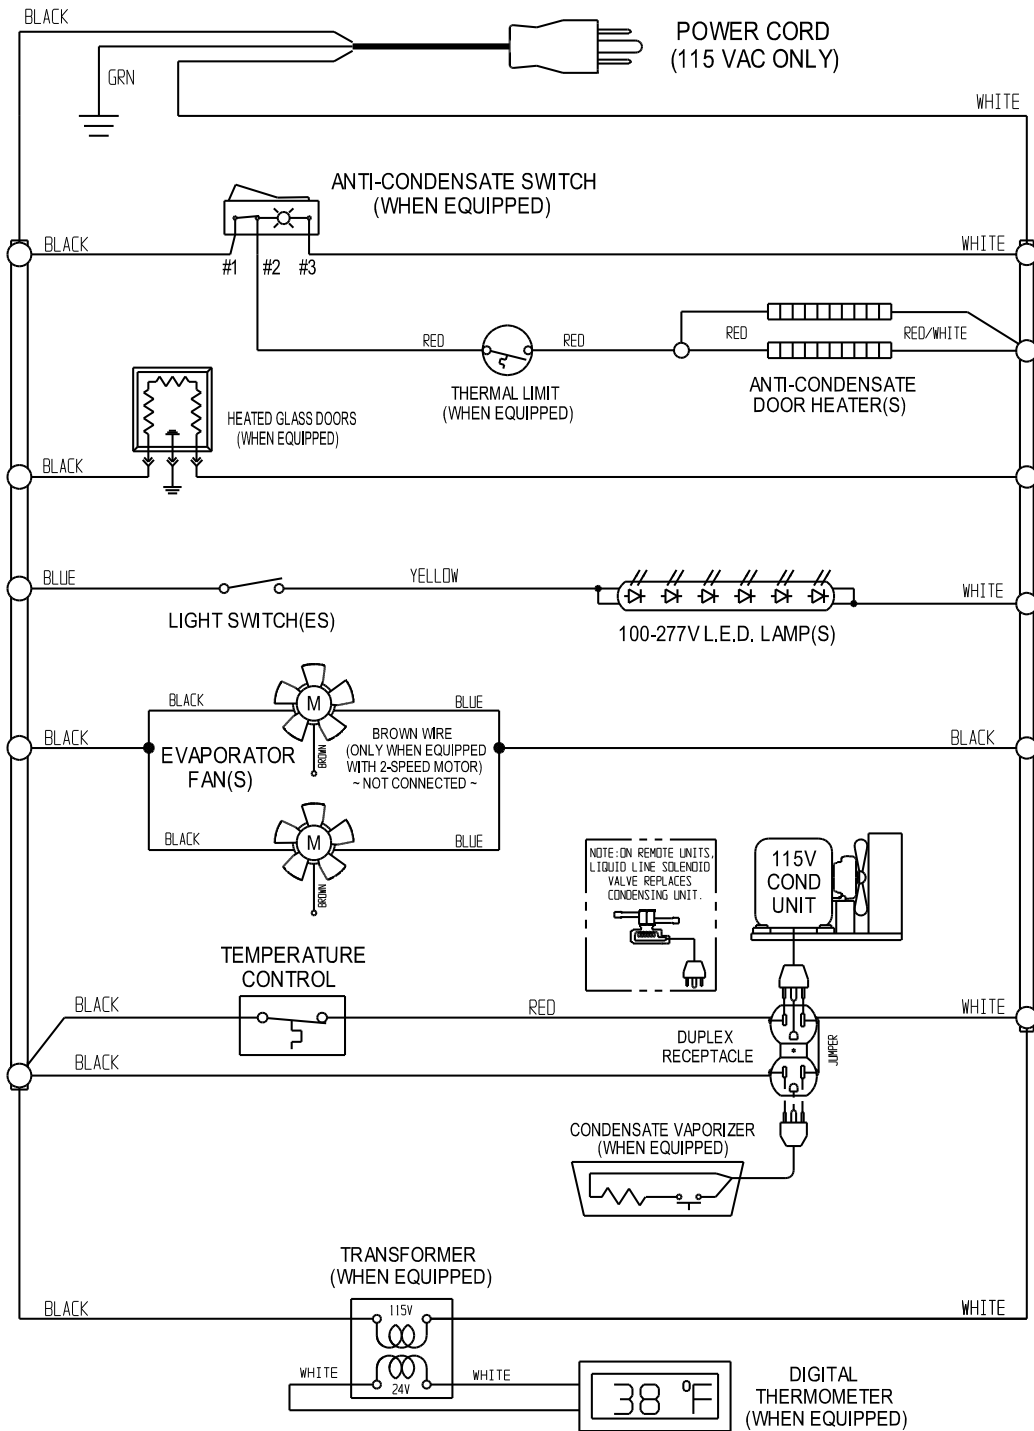 BLACK
POWER CORD
(115 VAC ONLY)
GRN
WHITE
ANTI-CONDENSATE SWITCH
(WHEN EQUIPPED)
BLACK
WHITE
#1
#2
#3
RED
RED
RED
RED/WHITE
THERMAL LIMIT
(WHEN EQUIPPED)
ANTI-CONDENSATE
DOOR HEATER(S)
HEATED GLASS DOORS
(WHEN EQUIPPED)
BLACK
BLUE
YELLOW
WHITE
LIGHT SWITCH(ES)
100-277V L.E.D. LAMP(S)
BLACK
M
BLUE
BLACK
EVAPORATOR
FAN(S)
BROWN
BROWN WIRE
(ONLY WHEN EQUIPPED
WITH 2-SPEED MOTOR)
~ NOT CONNECTED ~
BLACK
BLACK
M
BLUE
BROWN
NOTE:ON REMOTE UNITS,
LIQUID LINE SOLENOID
VALVE REPLACES
CONDENSING UNIT.
115V
COND
UNIT
TEMPERATURE
CONTROL
BLACK
RED
WHITE
DUPLEX
RECEPTACLE
JUMPER
BLACK
CONDENSATE VAPORIZER
(WHEN EQUIPPED)
TRANSFORMER
(WHEN EQUIPPED)
BLACK
115V
WHITE
WHITE
24V
WHITE
38 °F
DIGITAL
THERMOMETER
(WHEN EQUIPPED)